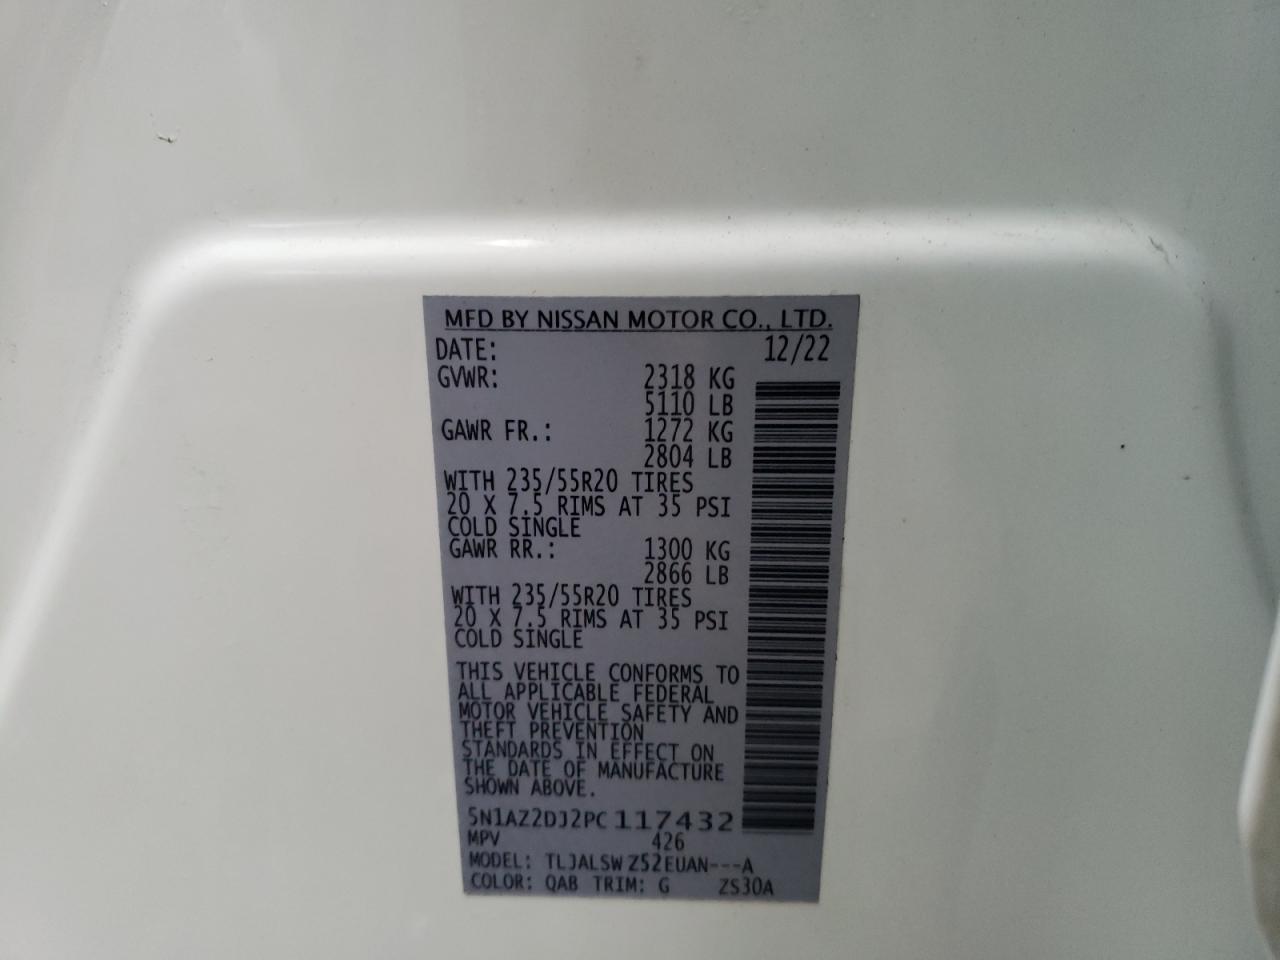 MFD BY NISSAN MOTOR CO., LTD.
DATE: 12/22
GVWR: 2318 KG
5110 LB
GAWR FR.: 1272 KG
2804 LB
WITH 235/55R20 TIRES
20 X 7.5 RIMS AT 35 PSI
COLD SINGLE
GAWR RR.: 1300 KG
2866 LB
WITH 235/55R20 TIRES
20 X 7.5 RIMS AT 35 PSI
COLD SINGLE
THIS VEHICLE CONFORMS TO
ALL APPLICABLE FEDERAL
MOTOR VEHICLE SAFETY AND
THEFT PREVENTION
STANDARDS IN EFFECT ON
THE DATE OF MANUFACTURE
SHOWN ABOVE.
5N1AZ2DJ2PC 117432
MPV 426
MODEL: TLJALSW Z52EUAN---A
COLOR: QAB TRIM: G ZS30A